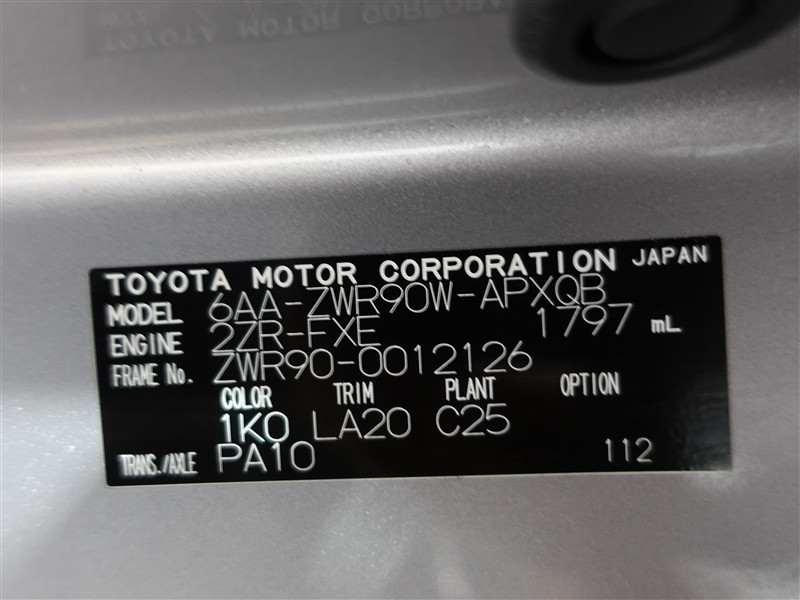 TOYOTA MOTOR CORPORATION JAPAN
MODEL 6AA-ZWR90W-APXQB
ENGINE 2ZR-FXE 1797 mL
FRAME No. ZWR90-0012126
COLOR TRIM PLANT OPTION
1K0 LA20 C25
TRANS./AXLE PA10 112